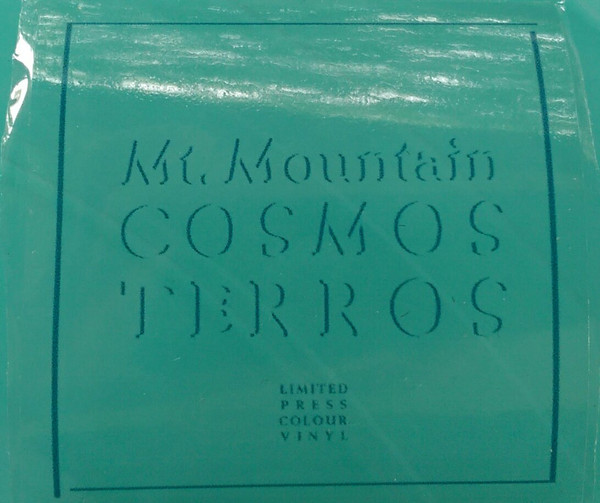 Mt. Mountain
COSMOS
TERROS
LIMITED
PRESS
COLOUR
VINYL